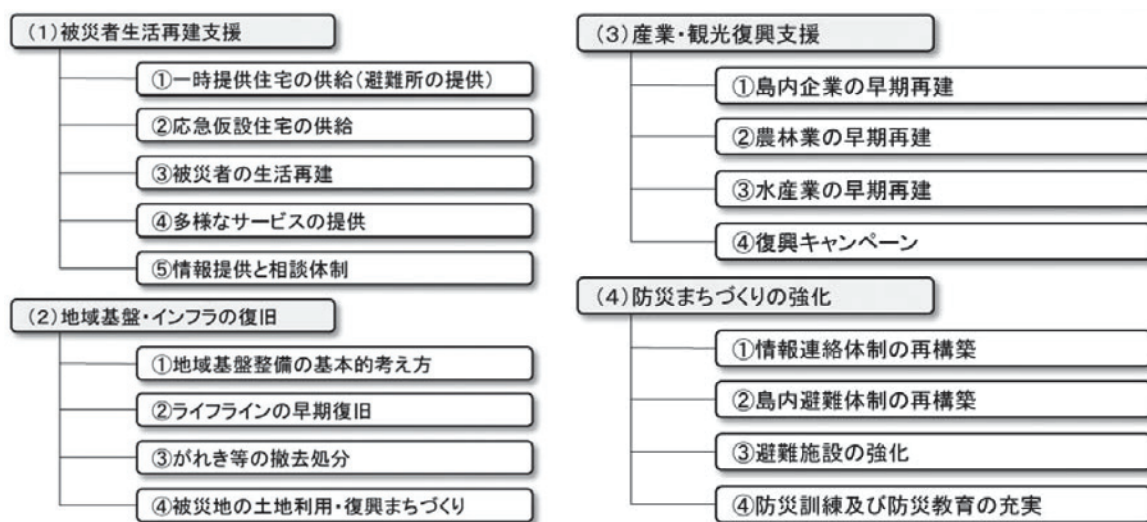 (1)被災者生活再建支援
①一時提供住宅の供給(避難所の提供)
②応急仮設住宅の供給
③被災者の生活再建
④多様なサービスの提供
⑤情報提供と相談体制
(2)地域基盤・インフラの復旧
①地域基盤整備の基本的考え方
②ライフラインの早期復旧
③がれき等の撤去処分
④被災地の土地利用・復興まちづくり
(3)産業・観光復興支援
①島内企業の早期再建
②農林業の早期再建
③水産業の早期再建
④復興キャンペーン
(4)防災まちづくりの強化
①情報連絡体制の再構築
②島内避難体制の再構築
③避難施設の強化
④防災訓練及び防災教育の充実